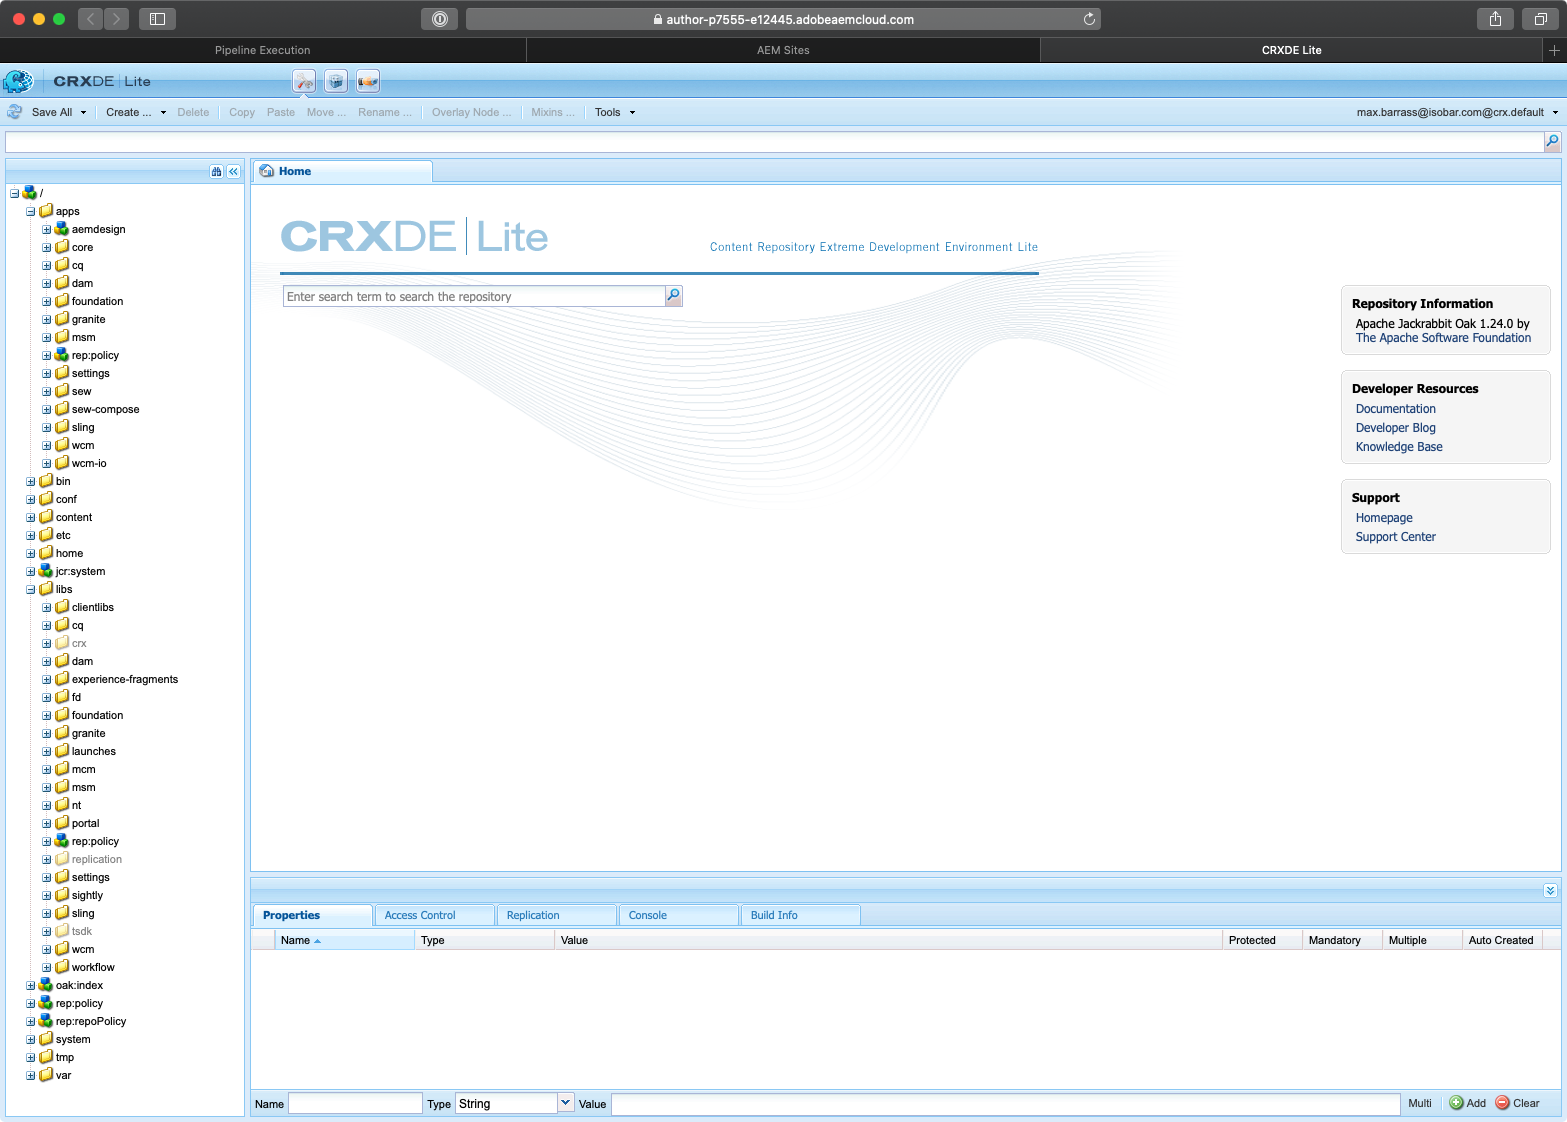 author-p7555-e12445.adobeaemcloud.com
Pipeline Execution
AEM Sites
CRXDE Lite
CRXDE Lite
Save All Create ... Delete Copy Paste Move ... Rename ... Overlay Node ... Mixins ... Tools max.barrass@isobar.com@crx.default
/
apps
aemdesign
core
cq
dam
foundation
granite
msm
rep:policy
settings
sew
sew-compose
sling
wcm
wcm-io
bin
conf
content
etc
home
jcr:system
libs
clientlibs
cq
crx
dam
experience-fragments
fd
foundation
granite
launches
mcm
msm
nt
portal
rep:policy
replication
settings
sightly
sling
tsdk
wcm
workflow
oak:index
rep:policy
rep:repoPolicy
system
tmp
var
Home
CRXDE Lite
Content Repository Extreme Development Environment Lite
Enter search term to search the repository
Repository Information
Apache Jackrabbit Oak 1.24.0 by
The Apache Software Foundation
Developer Resources
Documentation
Developer Blog
Knowledge Base
Support
Homepage
Support Center
Properties Access Control Replication Console Build Info
Name Type Value Protected Mandatory Multiple Auto Created
Name Type String Value Multi Add Clear